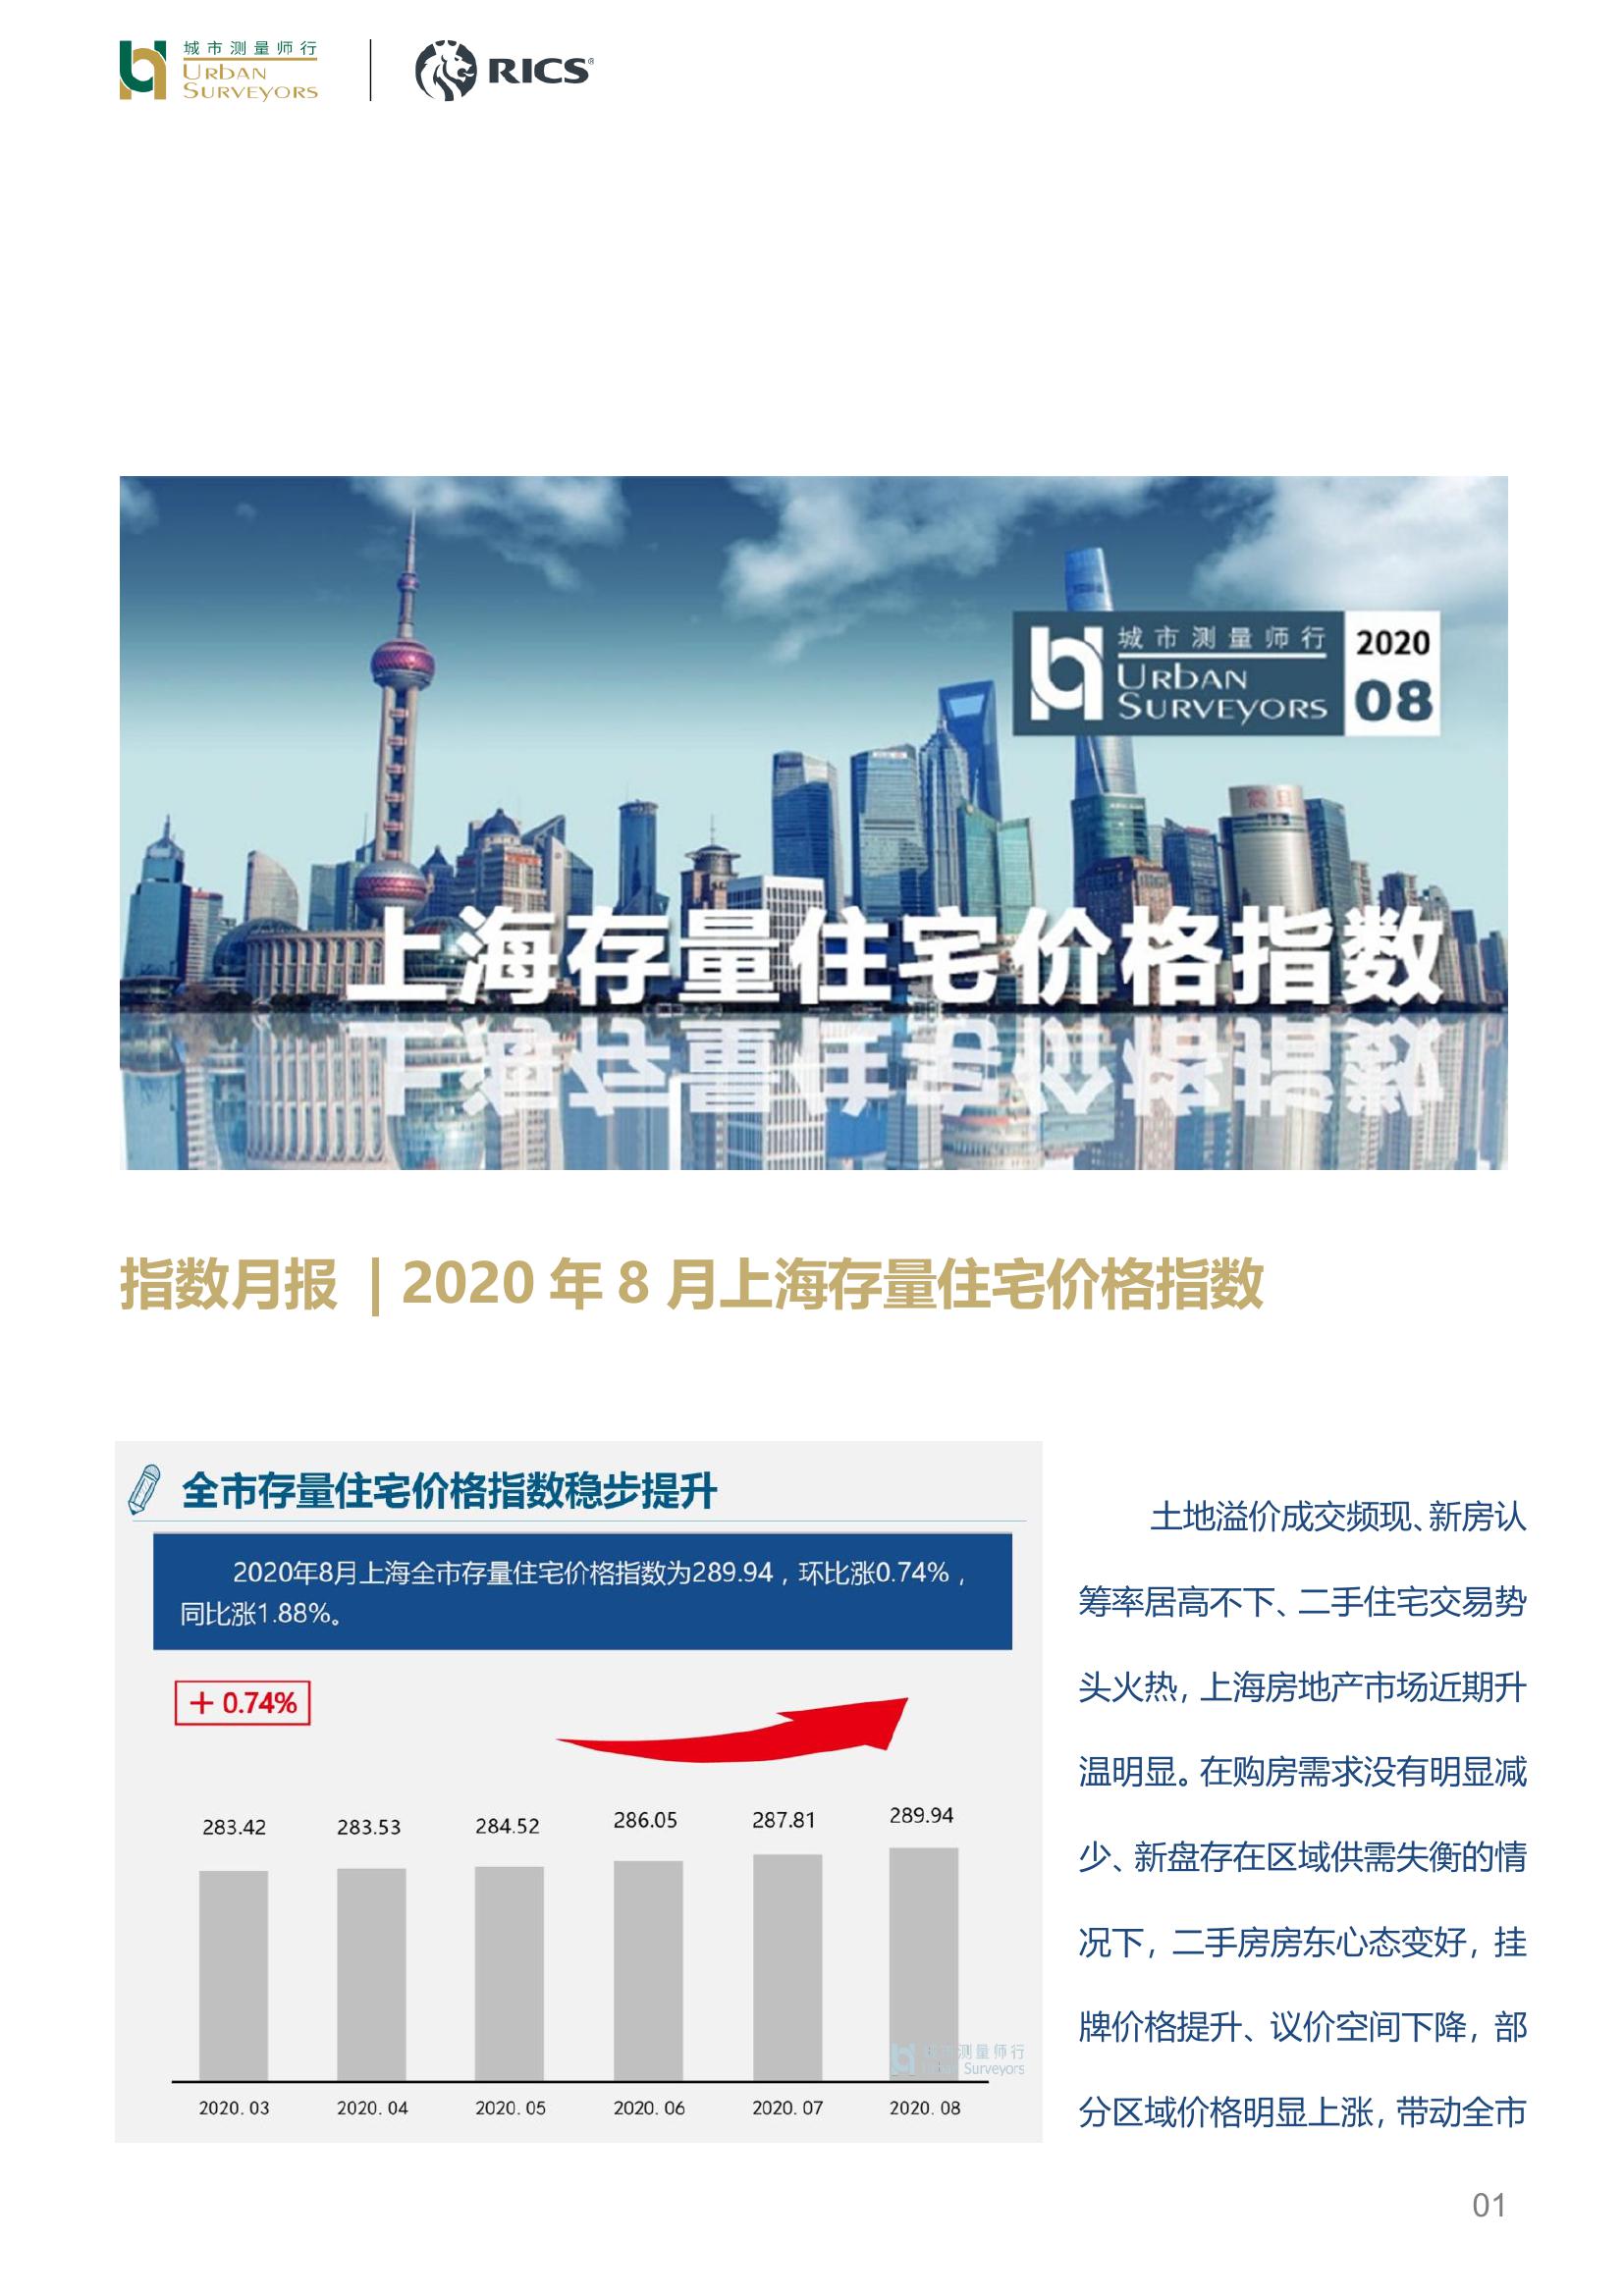 城市测量师行
URBAN
SURVEYORS
RICS®
城市测量师行
URBAN
SURVEYORS
2020
08
震旦
上海存量住宅价格指数
指数月报 | 2020 年 8 月上海存量住宅价格指数
全市存量住宅价格指数稳步提升
2020年8月上海全市存量住宅价格指数为289.94，环比涨0.74%，
同比涨1.88%。
+ 0.74%
283.42 283.53 284.52 286.05 287.81 289.94
城市测量师行
Surveyors
2020. 03 2020. 04 2020. 05 2020. 06 2020. 07 2020. 08
土地溢价成交频现、新房认
筹率居高不下、二手住宅交易势
头火热，上海房地产市场近期升
温明显。在购房需求没有明显减
少、新盘存在区域供需失衡的情
况下，二手房房东心态变好，挂
牌价格提升、议价空间下降，部
分区域价格明显上涨，带动全市
01